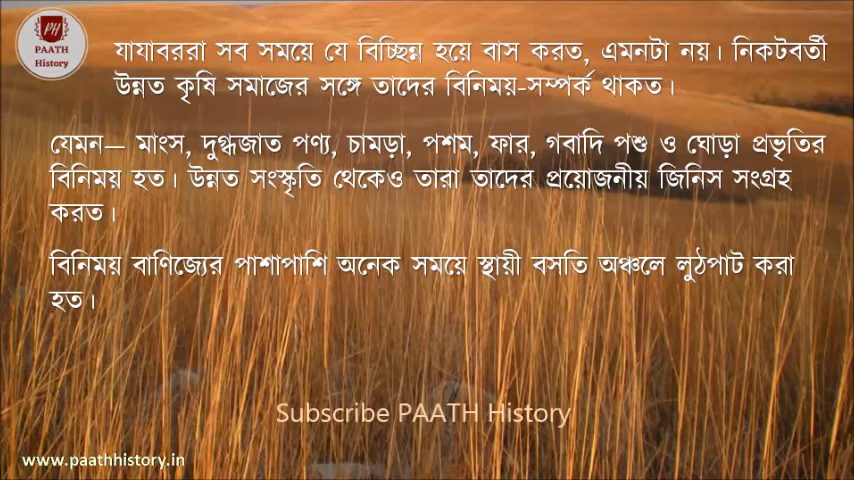 PH
PAATH
History
যাযাবররা সব সময়ে যে বিচ্ছিন্ন হয়ে বাস করত, এমনটা নয়। নিকটবর্তী
উন্নত কৃষি সমাজের সঙ্গে তাদের বিনিময়-সম্পর্ক থাকত।
যেমন— মাংস, দুগ্ধজাত পণ্য, চামড়া, পশম, ফার, গবাদি পশু ও ঘোড়া প্রভৃতির
বিনিময় হত। উন্নত সংস্কৃতি থেকেও তারা তাদের প্রয়োজনীয় জিনিস সংগ্রহ
করত।
বিনিময় বাণিজ্যের পাশাপাশি অনেক সময়ে স্থায়ী বসতি অঞ্চলে লুঠপাট করা
হত।
Subscribe PAATH History
www.paathhistory.in